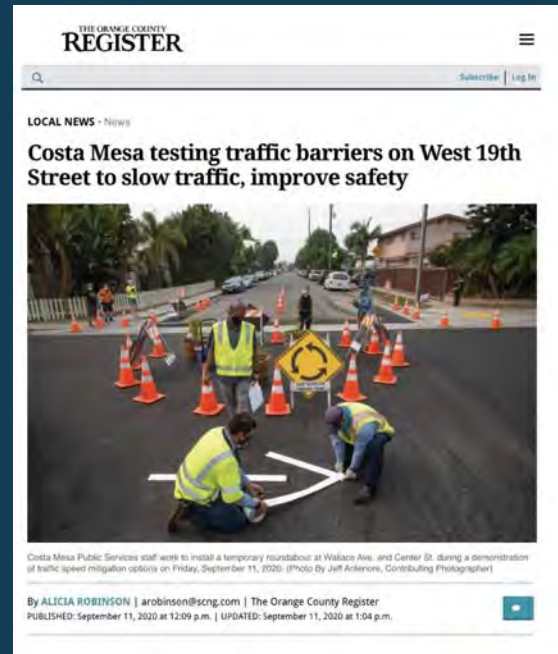 THE ORANGE COUNTY
REGISTER
Subscribe | Log In
LOCAL NEWS • News
Costa Mesa testing traffic barriers on West 19th
Street to slow traffic, improve safety
Costa Mesa Public Services staff work to install a temporary roundabout at Wallace Ave. and Center St. during a demonstration
of traffic speed mitigation options on Friday, September 11, 2020. (Photo By Jeff Antenore, Contributing Photographer)
By ALICIA ROBINSON | arobinson@scng.com | The Orange County Register
PUBLISHED: September 11, 2020 at 12:09 p.m. | UPDATED: September 11, 2020 at 1:04 p.m.